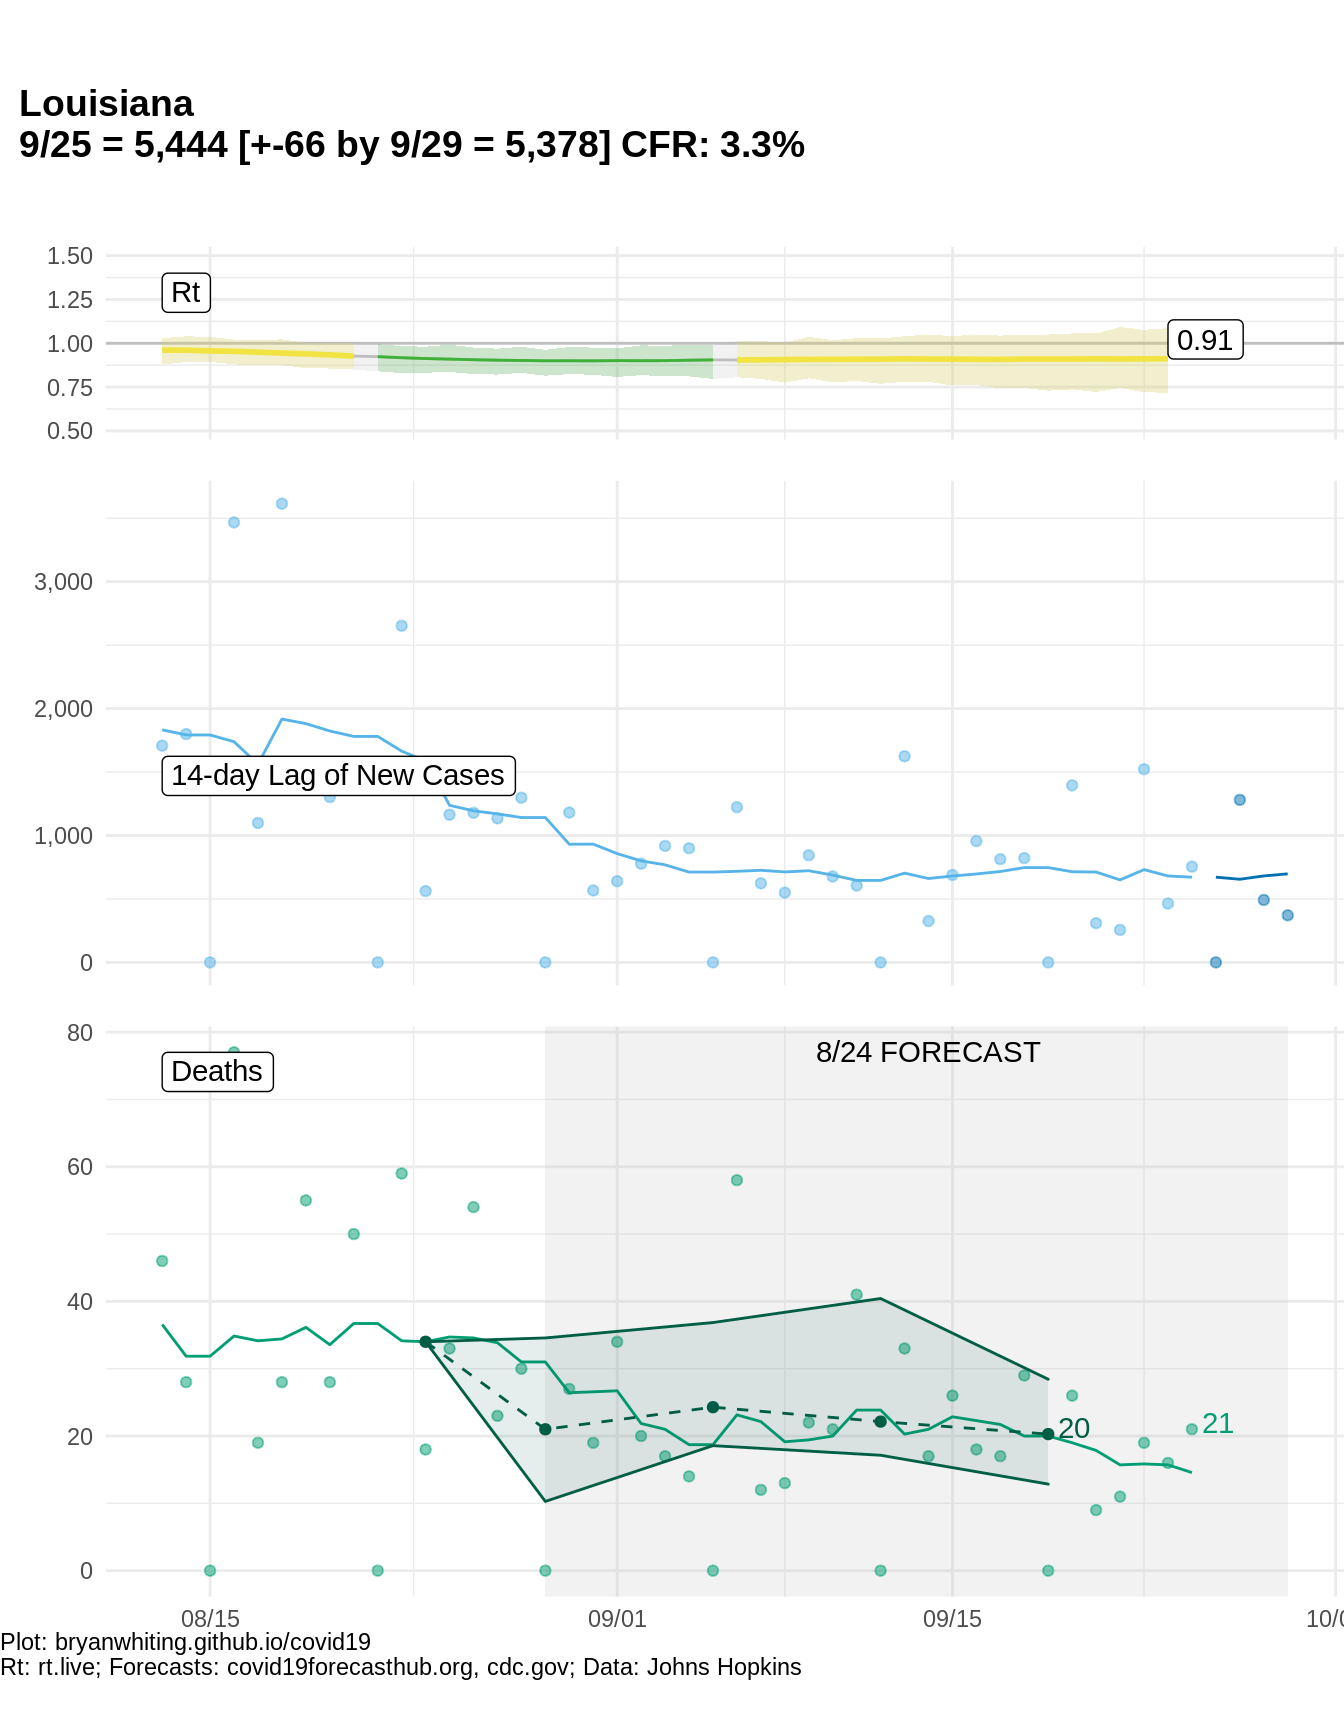 Louisiana
9/25 = 5,444 [+-66 by 9/29 = 5,378] CFR: 3.3%
1.50
Rt
1.25
1.00
0.91
0.75
0.50
3,000
2,000
14-day Lag of New Cases
1,000
0
80
8/24 FORECAST
Deaths
60
40
20
20
21
0
08/15
09/01
09/15
10/0
Plot: bryanwhiting.github.io/covid19
Rt: rt.live; Forecasts: covid19forecasthub.org, cdc.gov; Data: Johns Hopkins